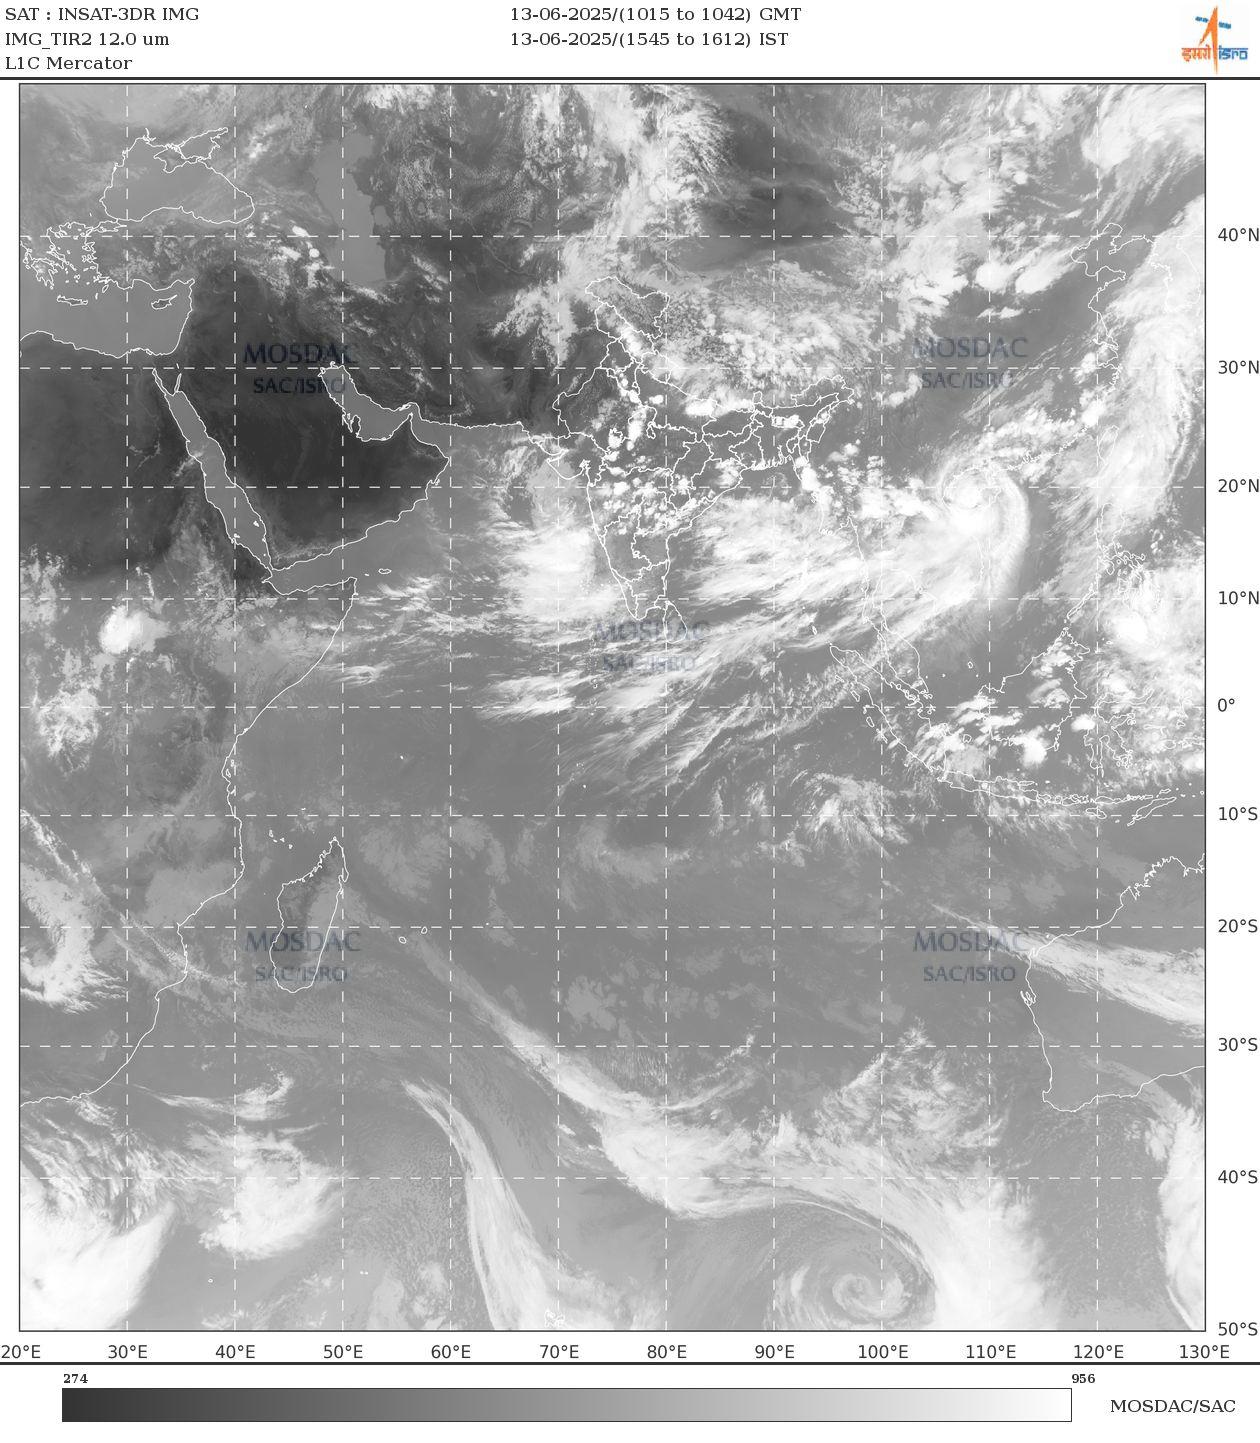 SAT : INSAT-3DR IMG
13-06-2025/(1015 to 1042) GMT
IMG_TIR2 12.0 um
13-06-2025/(1545 to 1612) IST
L1C Mercator
इसरो isro
40°N
MOSDAC
SAC/ISRO
MOSDAC
SAC/ISRO
30°N
20°N
10°N
MOSDAC
SAC/ISRO
0°
10°S
20°S
MOSDAC
SAC/ISRO
MOSDAC
SAC/ISRO
30°S
40°S
50°S
20°E 30°E 40°E 50°E 60°E 70°E 80°E 90°E 100°E 110°E 120°E 130°E
274
956
MOSDAC/SAC